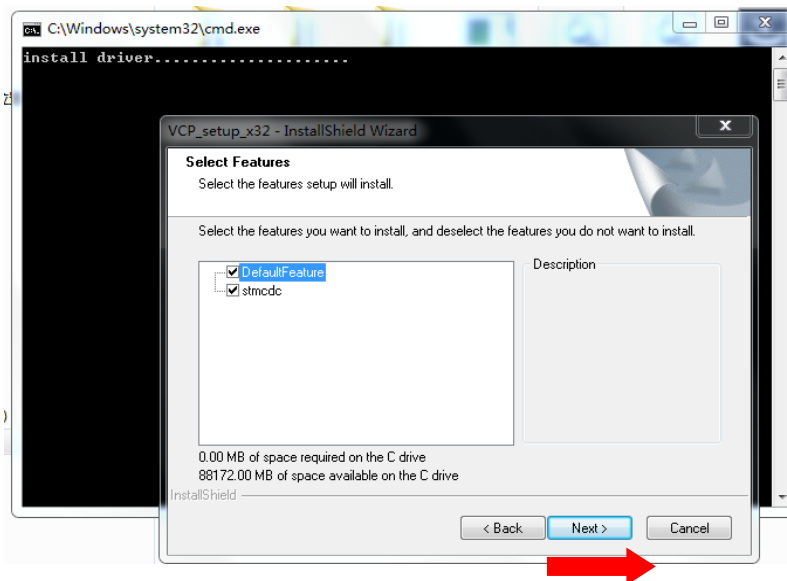 C:\Windows\system32\cmd.exe
install driver.....................
VCP_setup_x32 - InstallShield Wizard
Select Features
Select the features setup will install.
Select the features you want to install, and deselect the features you do not want to install.
DefaultFeature
stmcdc
Description
0.00 MB of space required on the C drive
88172.00 MB of space available on the C drive
InstallShield
< Back
Next >
Cancel